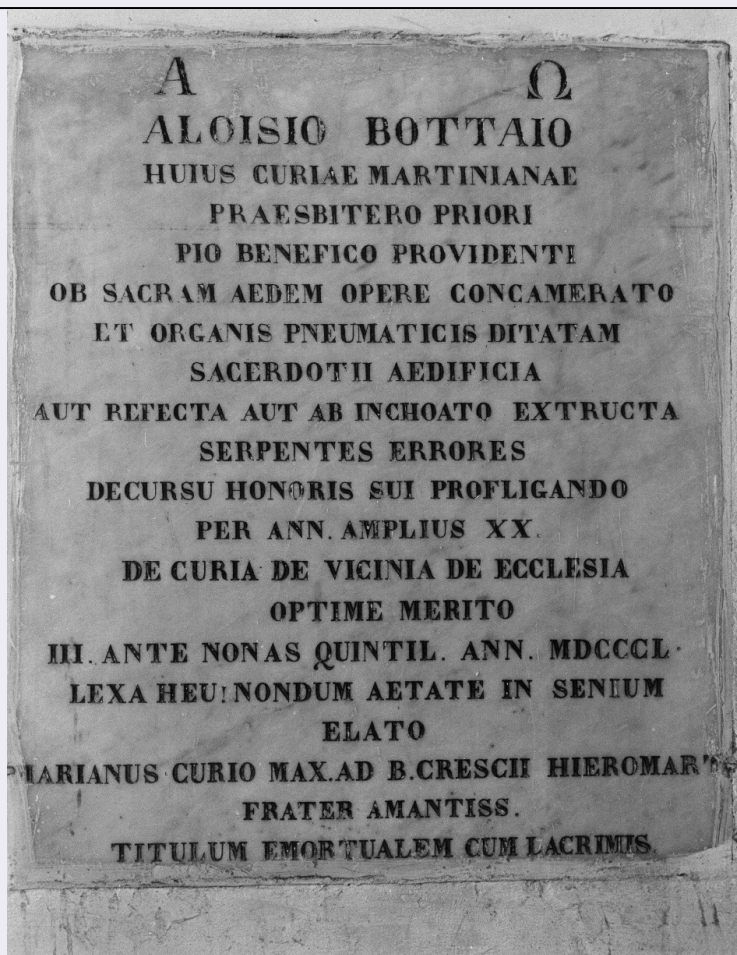 Α Ω
ALOISIO BOTTAIO
HUIUS CURIAE MARTINIANAE
PRAESBITERO PRIORI
PIO BENEFICO PROVIDENTI
OB SACRAM AEDEM OPERE CONCAMERATO
ET ORGANIS PNEUMATICIS DITATAM
SACERDOTII AEDIFICIA
AUT REFECTA AUT AB INCHOATO EXTRUCTA
SERPENTES ERRORES
DECURSU HONORIS SUI PROFLIGANDO
PER ANN. AMPLIUS XX.
DE CURIA DE VICINIA DE ECCLESIA
OPTIME MERITO
III. ANTE NONAS QUINTIL. ANN. MDCCCL.
LEXA HEU! NONDUM AETATE IN SENIUM
ELATO
MARIANUS CURIO MAX. AD B. CRESCII HIEROMART
FRATER AMANTISS.
TITULUM EMORTUALEM CUM LACRIMIS.